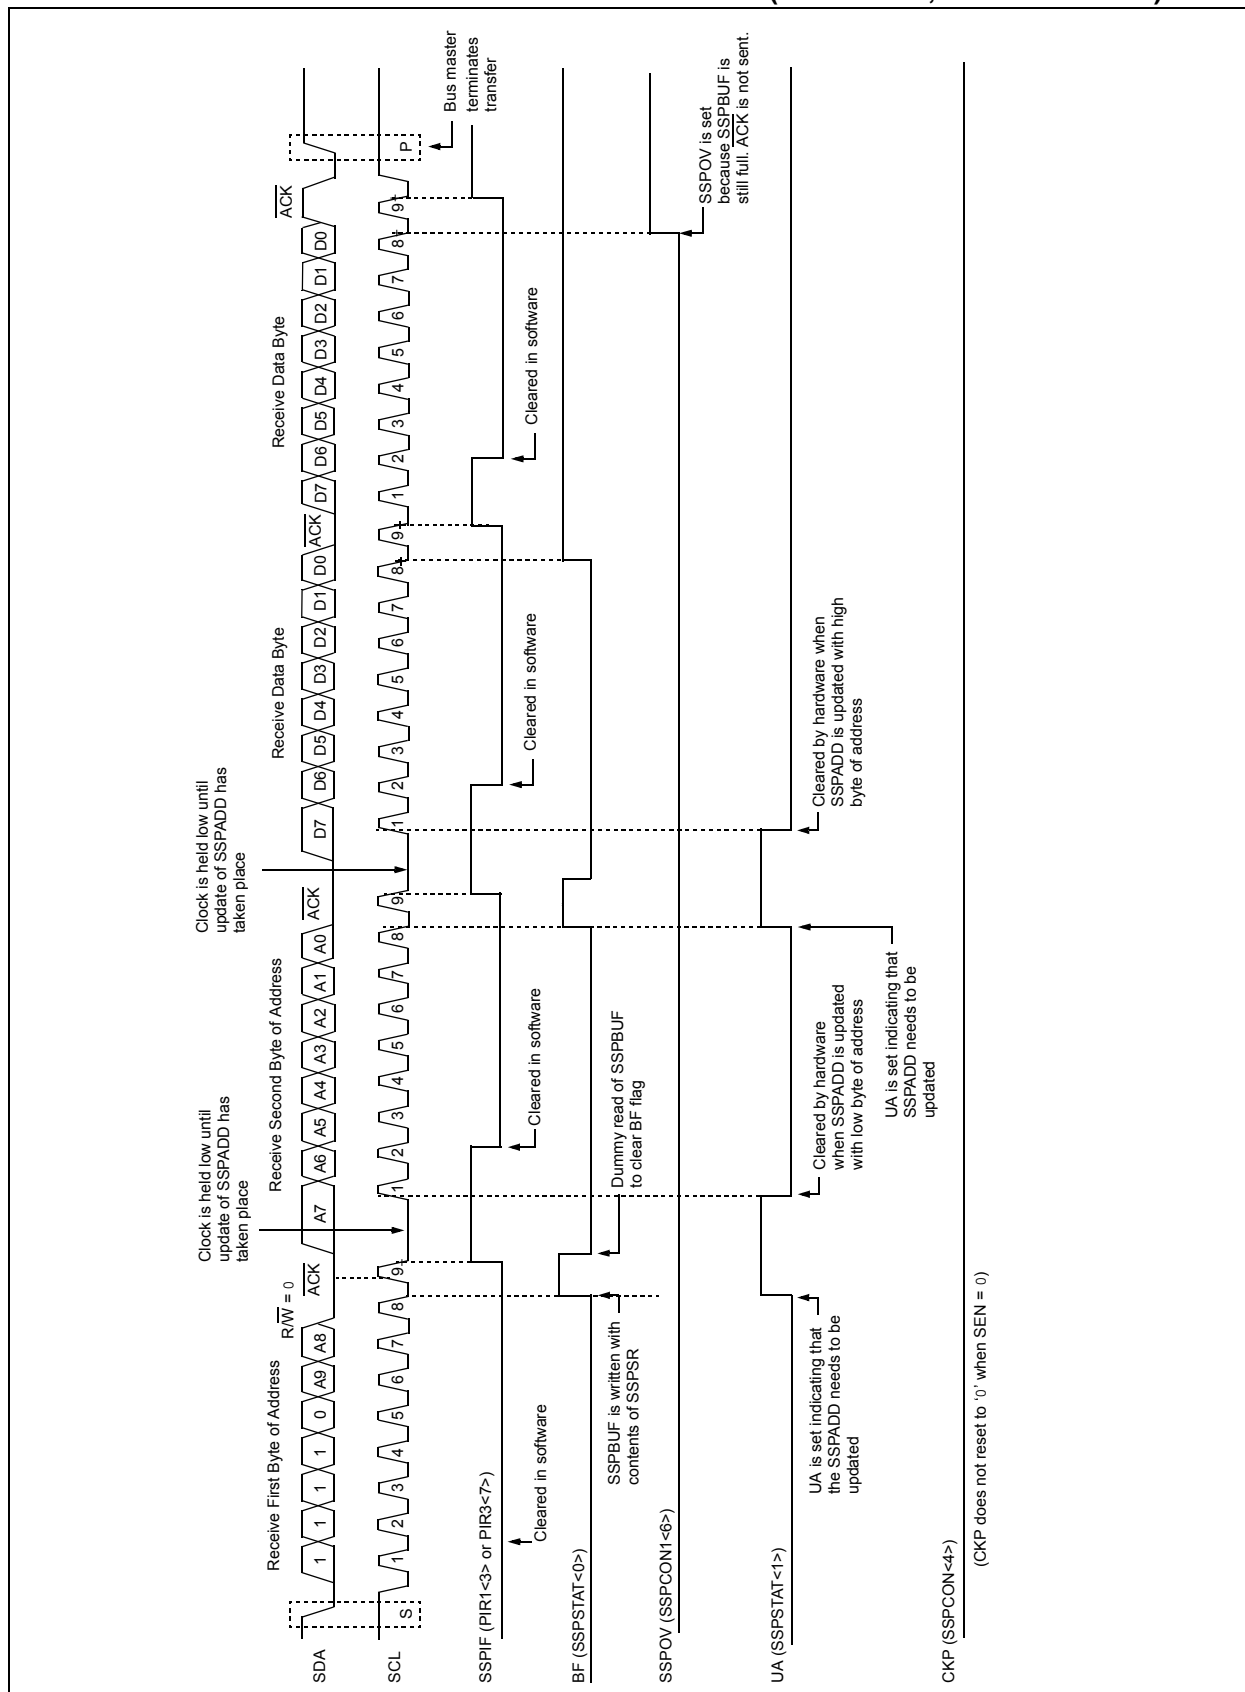 Receive First Byte of Address
R/W = 0
Receive Second Byte of Address
Clock is held low until
update of SSPADD has
taken place
Clock is held low until
update of SSPADD has
taken place
Receive Data Byte
Receive Data Byte
SDA
1 1 1 1 0 A9 A8 ACK A7 A6 A5 A4 A3 A2 A1 A0 ACK D7 D6 D5 D4 D3 D2 D1 D0 ACK D7 D6 D5 D4 D3 D2 D1 D0 ACK
SCL
S 1 2 3 4 5 6 7 8 9 1 2 3 4 5 6 7 8 9 1 2 3 4 5 6 7 8 9 1 2 3 4 5 6 7 8 9 P
Bus master
terminates
transfer
SSPIF (PIR1<3> or PIR3<7>)
Cleared in software
Cleared in software
Cleared in software
Cleared in software
BF (SSPSTAT<0>)
SSPBUF is written with
contents of SSPSR
Dummy read of SSPBUF
to clear BF flag
SSPOV (SSPCON1<6>)
SSPOV is set
because SSPBUF is
still full. ACK is not sent.
UA (SSPSTAT<1>)
UA is set indicating that
the SSPADD needs to be
updated
Cleared by hardware
when SSPADD is updated
with low byte of address
UA is set indicating that
SSPADD needs to be
updated
Cleared by hardware when
SSPADD is updated with high
byte of address
CKP (SSPCON<4>)
(CKP does not reset to ‘0’ when SEN = 0)